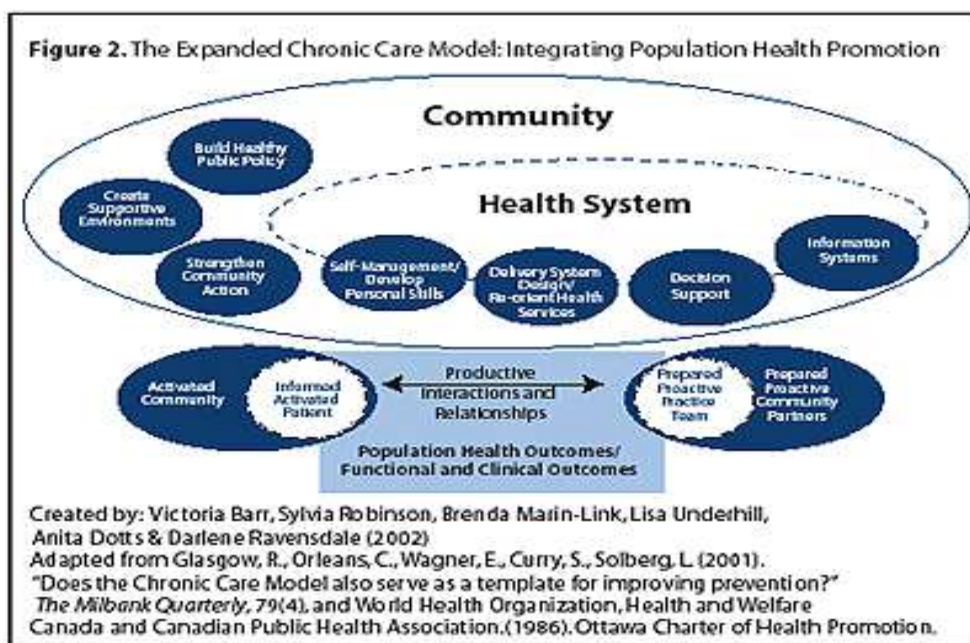 Figure 2. The Expanded Chronic Care Model: Integrating Population Health Promotion
Community
Build Healthy
Public Policy
Create
Supportive
Environments
Strengthen
Community
Action
Health System
Self-Management/
Develop
Personal Skills
Delivery System
Design/
Re-orient Health
Services
Decision
Support
Information
Systems
Activated
Community
Informed
Activated
Patient
Productive
Interactions and
Relationships
Prepared
Proactive
Practice
Team
Prepared
Proactive
Community
Partners
Population Health Outcomes/
Functional and Clinical Outcomes
Created by: Victoria Barr, Sylvia Robinson, Brenda Marin-Link, Lisa Underhill,
Anita Dotts & Darlene Ravensdale (2002)
Adapted from Glasgow, R., Orleans, C., Wagner, E., Curry, S., Solberg, L. (2001).
"Does the Chronic Care Model also serve as a template for improving prevention?"
The Milbank Quarterly, 79(4), and World Health Organization, Health and Welfare
Canada and Canadian Public Health Association.(1986). Ottawa Charter of Health Promotion.